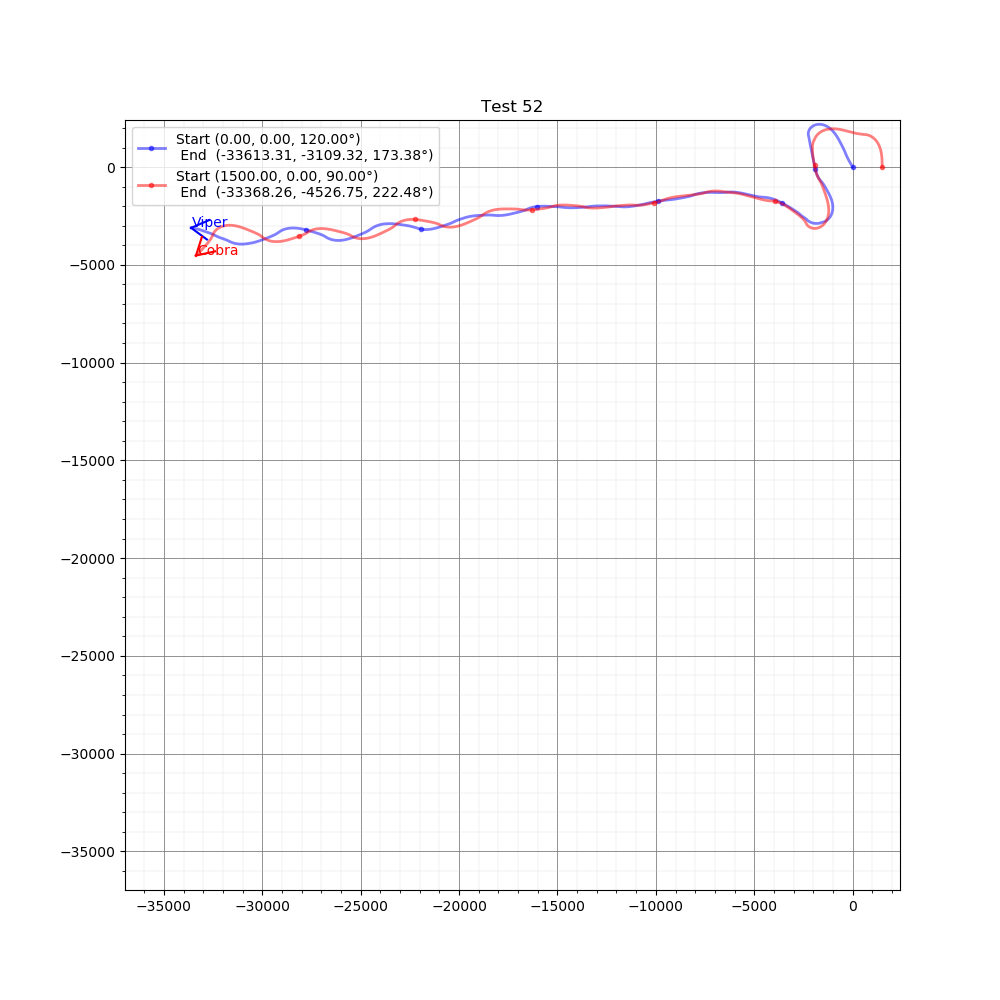 Test 52
Start (0.00, 0.00, 120.00°)
End  (-33613.31, -3109.32, 173.38°)
Start (1500.00, 0.00, 90.00°)
End  (-33368.26, -4526.75, 222.48°)
Viper
Cobra
0
−5000
−10000
−15000
−20000
−25000
−30000
−35000
−35000 −30000 −25000 −20000 −15000 −10000 −5000 0